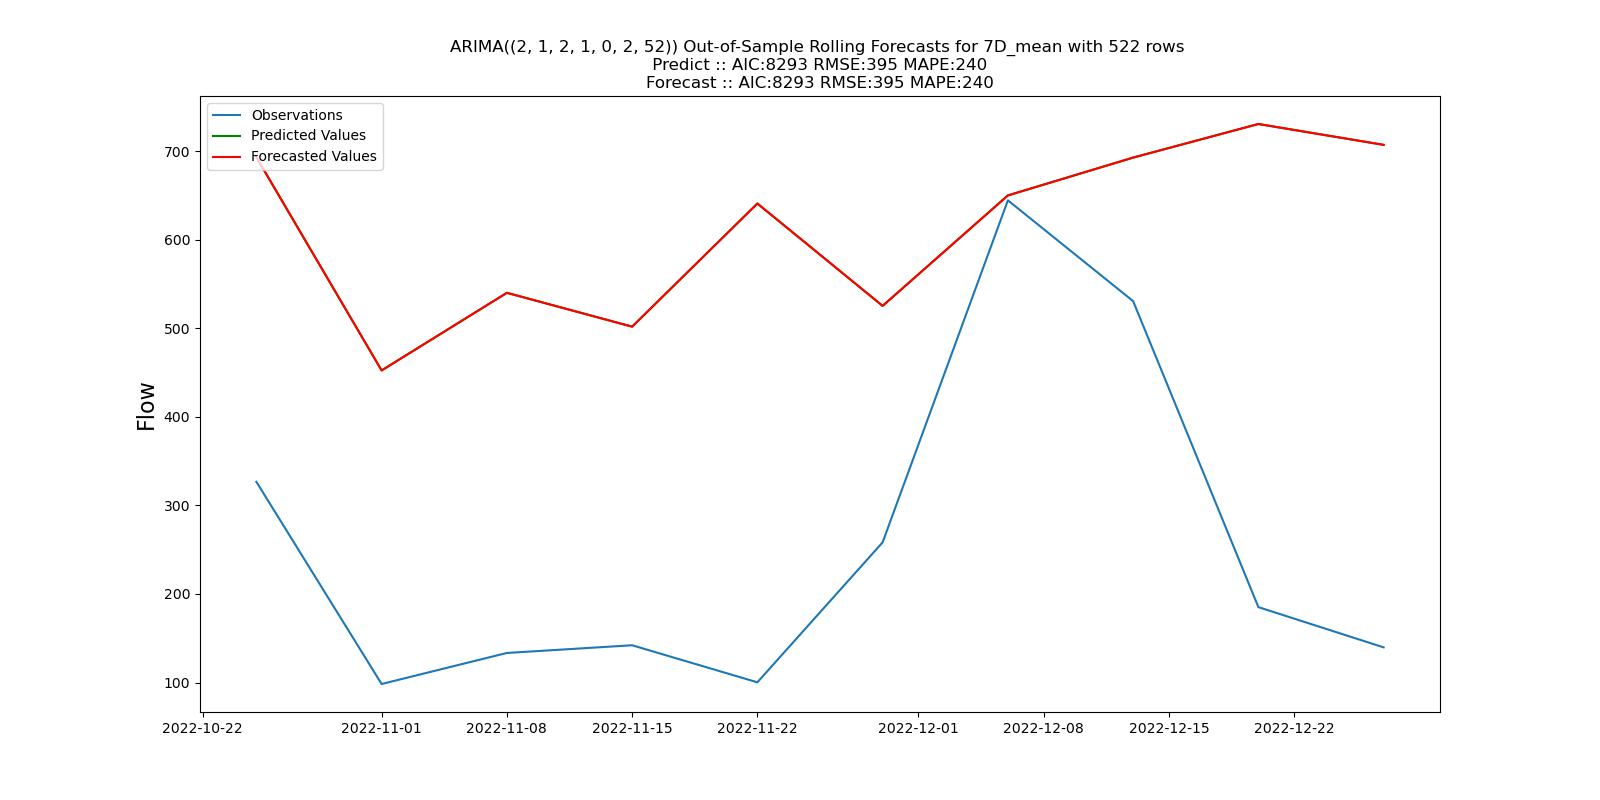 ARIMA((2, 1, 2, 1, 0, 2, 52)) Out-of-Sample Rolling Forecasts for 7D_mean with 522 rows
Predict :: AIC:8293 RMSE:395 MAPE:240
Forecast :: AIC:8293 RMSE:395 MAPE:240
Observations
Predicted Values
Forecasted Values
Flow
700
600
500
400
300
200
100
2022-10-22
2022-11-01
2022-11-08
2022-11-15
2022-11-22
2022-12-01
2022-12-08
2022-12-15
2022-12-22